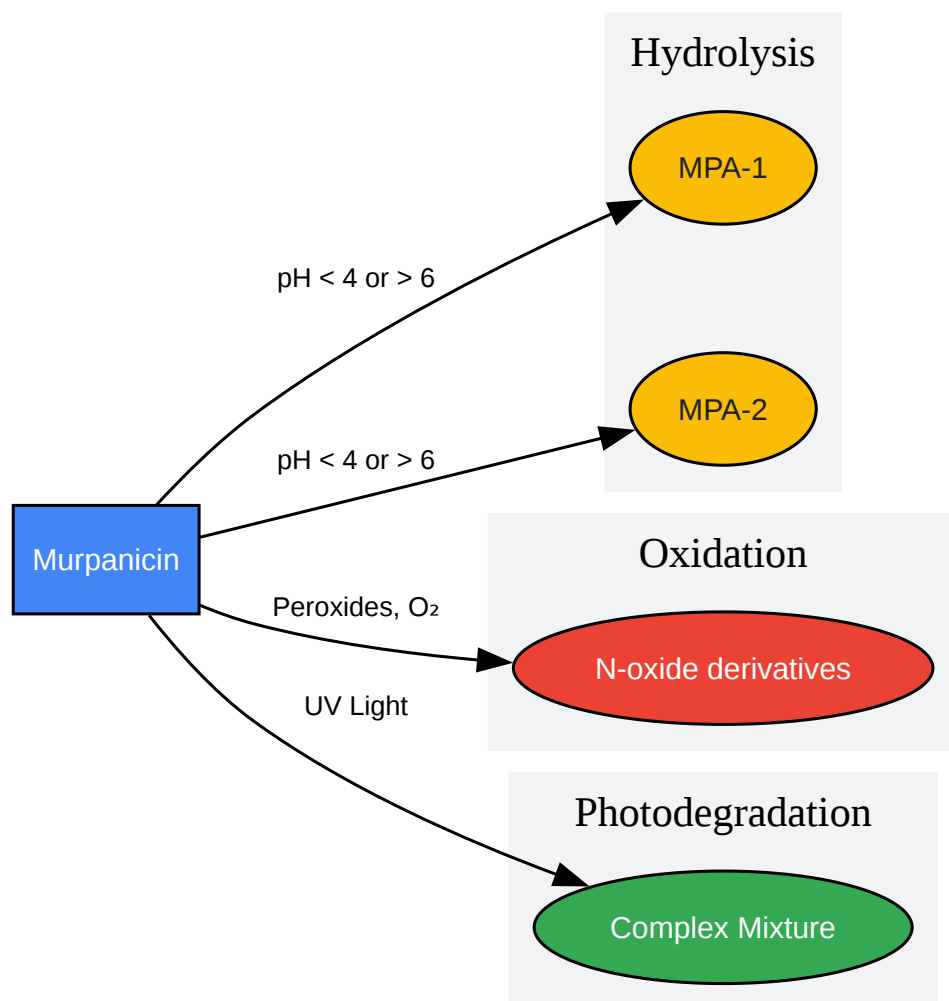 Hydrolysis
MPA-1
pH < 4 or > 6
MPA-2
pH < 4 or > 6
Murpanicin
Oxidation
Peroxides, O₂
N-oxide derivatives
UV Light
Photodegradation
Complex Mixture